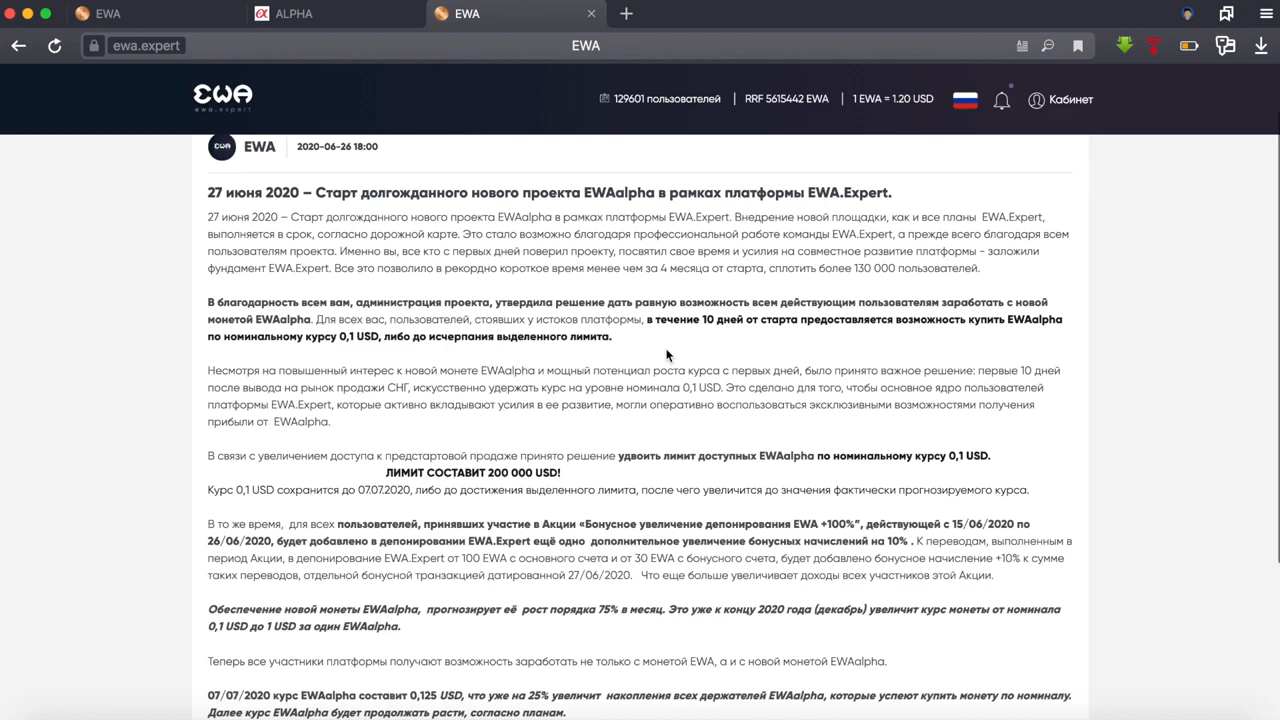 EWA
ALPHA
EWA
ewa.expert
EWA
EWA
ewa.expert
129601 пользователей
RRF 5615442 EWA
1 EWA = 1.20 USD
Кабинет
EWA
EWA
2020-06-26 18:00
27 июня 2020 – Старт долгожданного нового проекта EWAalpha в рамках платформы EWA.Expert.
27 июня 2020 – Старт долгожданного нового проекта EWAalpha в рамках платформы EWA.Expert. Внедрение новой площадки, как и все планы EWA.Expert,
выполняется в срок, согласно дорожной карте. Это стало возможно благодаря профессиональной работе команды EWA.Expert, а прежде всего благодаря всем
пользователям проекта. Именно вы, все кто с первых дней поверил проекту, посвятил свое время и усилия на совместное развитие платформы - заложили
фундамент EWA.Expert. Все это позволило в рекордно короткое время менее чем за 4 месяца от старта, сплотить более 130 000 пользователей.
В благодарность всем вам, администрация проекта, утвердила решение дать равную возможность всем действующим пользователям заработать с новой
монетой EWAalpha. Для всех вас, пользователей, стоявших у истоков платформы, в течение 10 дней от старта предоставляется возможность купить EWAalpha
по номинальному курсу 0,1 USD, либо до исчерпания выделенного лимита.
Несмотря на повышенный интерес к новой монете EWAalpha и мощный потенциал роста курса с первых дней, было принято важное решение: первые 10 дней
после вывода на рынок продажи СНГ, искусственно удержать курс на уровне номинала 0,1 USD. Это сделано для того, чтобы основное ядро пользователей
платформы EWA.Expert, которые активно вкладывают усилия в ее развитие, могли оперативно воспользоваться эксклюзивными возможностями получения
прибыли от EWAalpha.
В связи с увеличением доступа к предстартовой продаже принято решение удвоить лимит доступных EWAalpha по номинальному курсу 0,1 USD.
ЛИМИТ СОСТАВИТ 200 000 USD!
Курс 0,1 USD сохранится до 07.07.2020, либо до достижения выделенного лимита, после чего увеличится до значения фактически прогнозируемого курса.
В то же время, для всех пользователей, принявших участие в Акции «Бонусное увеличение депонирования EWA +100%”, действующей с 15/06/2020 по
26/06/2020, будет добавлено в депонировании EWA.Expert ещё одно дополнительное увеличение бонусных начислений на 10% . К переводам, выполненным в
период Акции, в депонирование EWA.Expert от 100 EWA с основного счета и от 30 EWA с бонусного счета, будет добавлено бонусное начисление +10% к сумме
таких переводов, отдельной бонусной транзакцией датированной 27/06/2020. Что еще больше увеличивает доходы всех участников этой Акции.
Обеспечение новой монеты EWAalpha, прогнозирует её рост порядка 75% в месяц. Это уже к концу 2020 года (декабрь) увеличит курс монеты от номинала
0,1 USD до 1 USD за один EWAalpha.
Теперь все участники платформы получают возможность заработать не только с монетой EWA, а и с новой монетой EWAalpha.
07/07/2020 курс EWAalpha составит 0,125 USD, что уже на 25% увеличит накопления всех держателей EWAalpha, которые успеют купить монету по номиналу.
Далее курс EWAalpha будет продолжать расти, согласно планам.